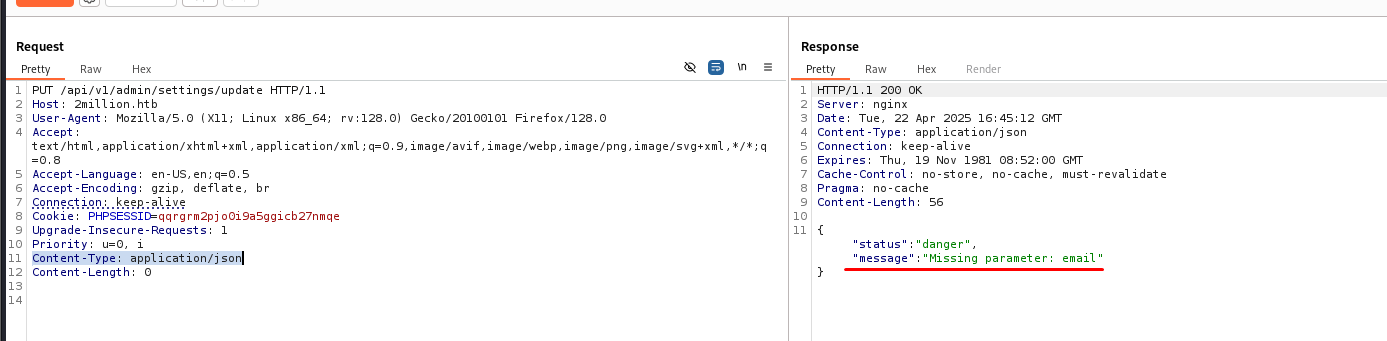 Request
Pretty Raw Hex
\n
1 PUT /api/v1/admin/settings/update HTTP/1.1
2 Host: 2million.htb
3 User-Agent: Mozilla/5.0 (X11; Linux x86_64; rv:128.0) Gecko/20100101 Firefox/128.0
4 Accept:
text/html,application/xhtml+xml,application/xml;q=0.9,image/avif,image/webp,image/png,image/svg+xml,*/*;q
=0.8
5 Accept-Language: en-US,en;q=0.5
6 Accept-Encoding: gzip, deflate, br
7 Connection: keep-alive
8 Cookie: PHPSESSID=qqrgrm2pjo0i9a5ggicb27nmqe
9 Upgrade-Insecure-Requests: 1
10 Priority: u=0, i
11 Content-Type: application/json
12 Content-Length: 0
13
14
Response
Pretty Raw Hex Render
1 HTTP/1.1 200 OK
2 Server: nginx
3 Date: Tue, 22 Apr 2025 16:45:12 GMT
4 Content-Type: application/json
5 Connection: keep-alive
6 Expires: Thu, 19 Nov 1981 08:52:00 GMT
7 Cache-Control: no-store, no-cache, must-revalidate
8 Pragma: no-cache
9 Content-Length: 56
10
11 {
"status":"danger",
"message":"Missing parameter: email"
}